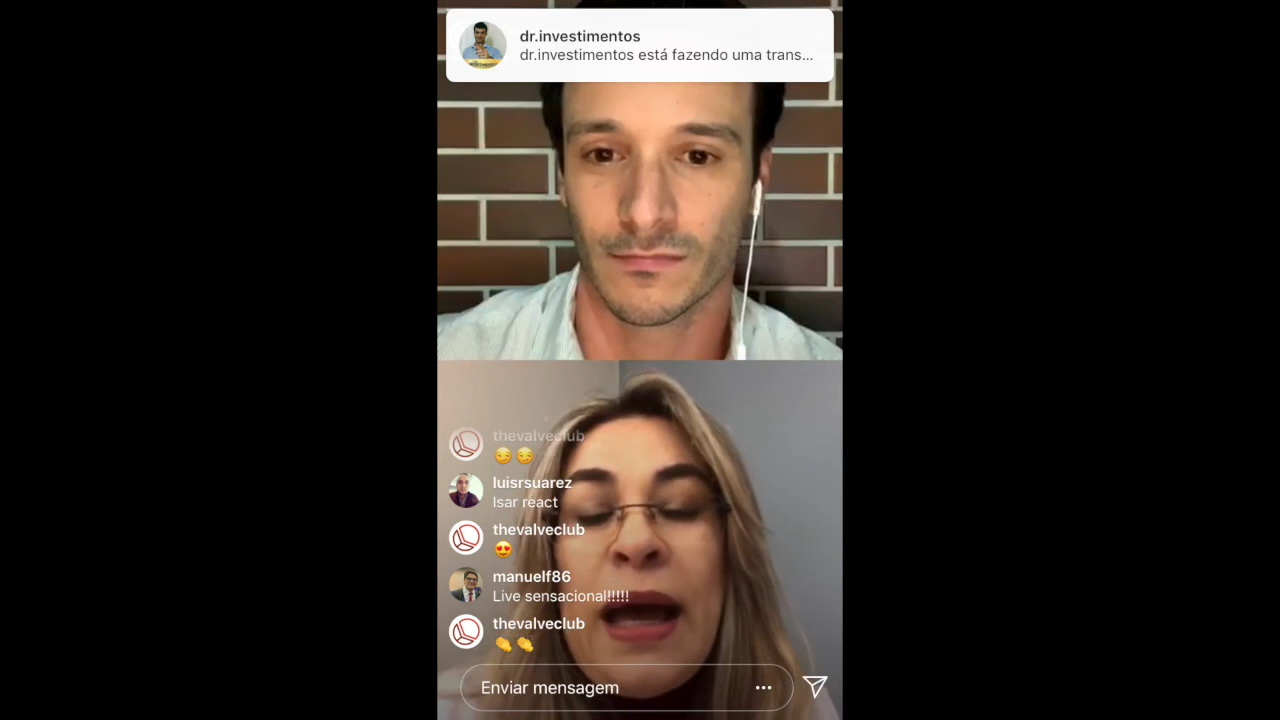 dr.investimentos
dr.investimentos está fazendo uma trans...
thevalveclub
😏😏
luisrsuarez
Isar react
thevalveclub
😍
manuelf86
Live sensacional!!!!!
thevalveclub
👏👏
Enviar mensagem